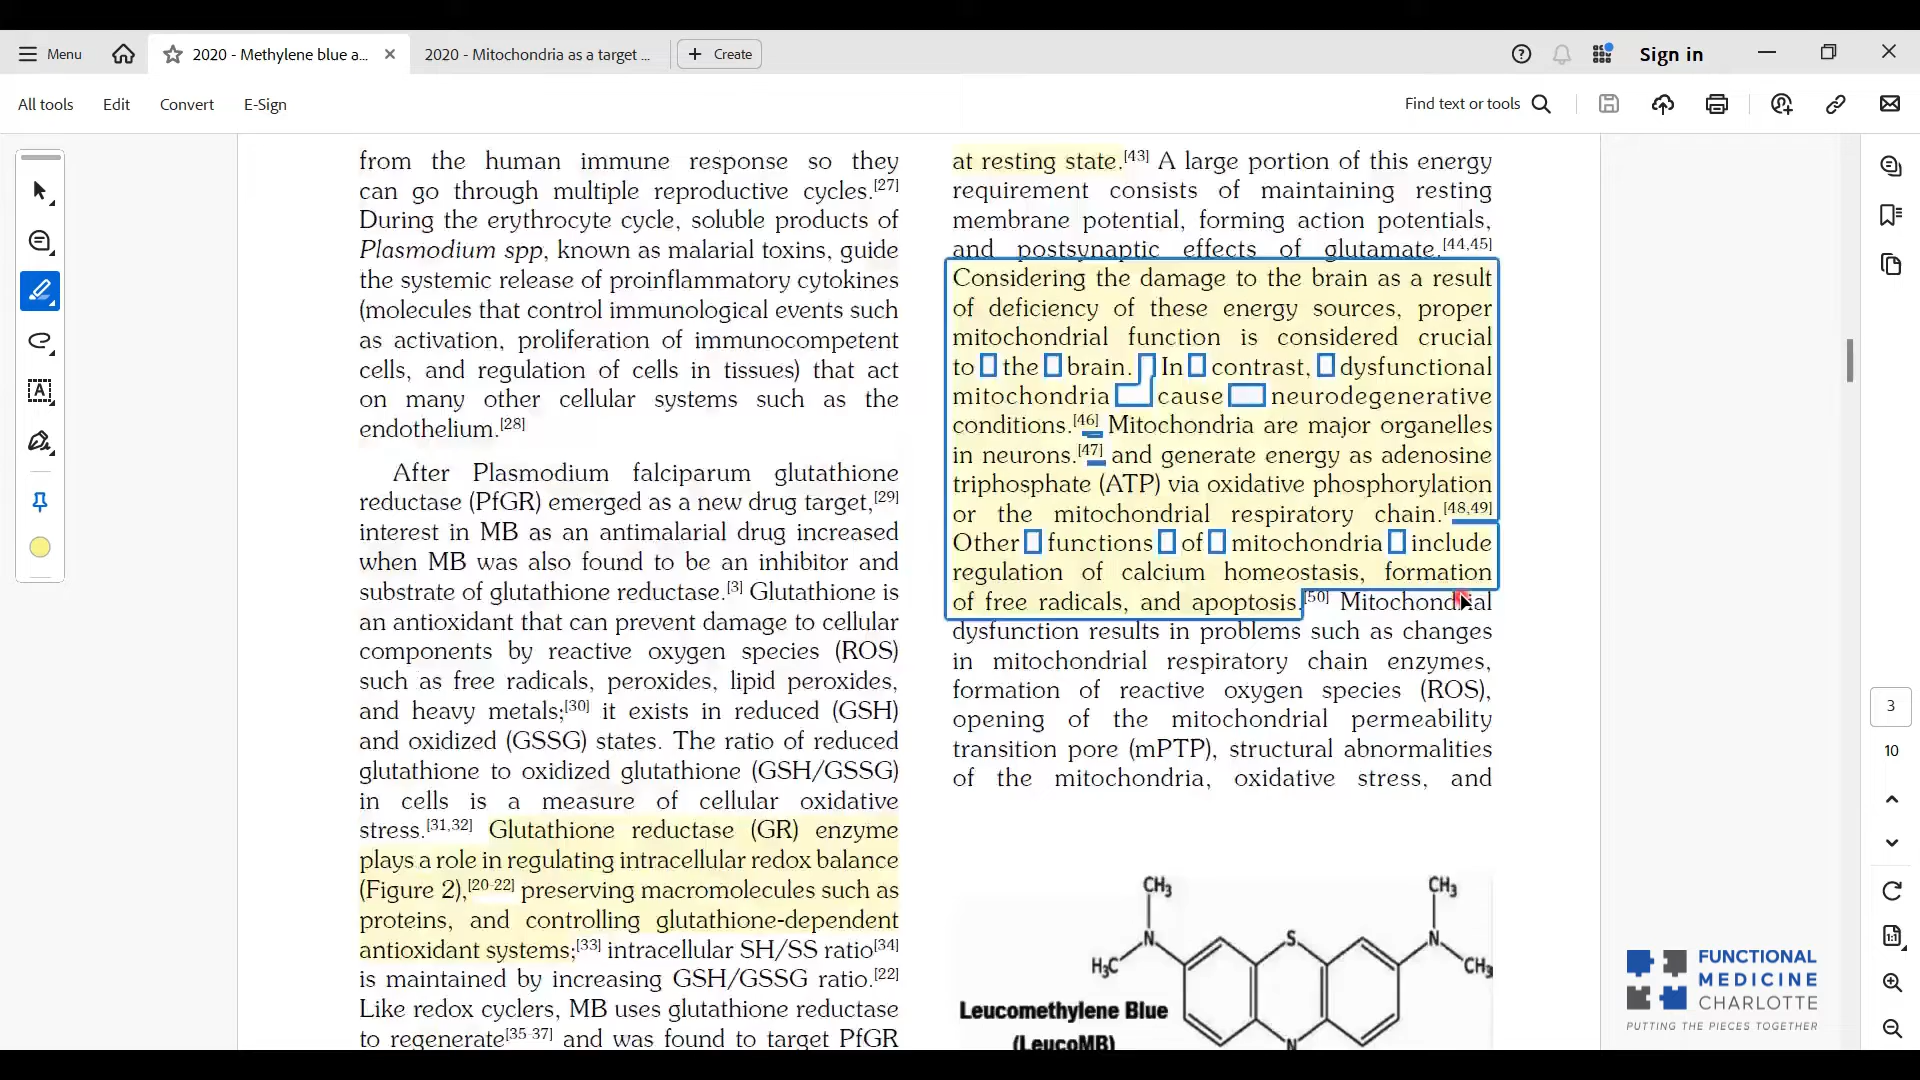 Menu
2020 - Methylene blue a...
2020 - Mitochondria as a target ...
Create
Sign in
All tools
Edit
Convert
E-Sign
Find text or tools
from the human immune response so they
can go through multiple reproductive cycles.[27]
During the erythrocyte cycle, soluble products of
Plasmodium spp, known as malarial toxins, guide
the systemic release of proinflammatory cytokines
(molecules that control immunological events such
as activation, proliferation of immunocompetent
cells, and regulation of cells in tissues) that act
on many other cellular systems such as the
endothelium.[28]
After Plasmodium falciparum glutathione
reductase (PfGR) emerged as a new drug target,[29]
interest in MB as an antimalarial drug increased
when MB was also found to be an inhibitor and
substrate of glutathione reductase.[3] Glutathione is
an antioxidant that can prevent damage to cellular
components by reactive oxygen species (ROS)
such as free radicals, peroxides, lipid peroxides,
and heavy metals;[30] it exists in reduced (GSH)
and oxidized (GSSG) states. The ratio of reduced
glutathione to oxidized glutathione (GSH/GSSG)
in cells is a measure of cellular oxidative
stress.[31,32] Glutathione reductase (GR) enzyme
plays a role in regulating intracellular redox balance
(Figure 2),[20-22] preserving macromolecules such as
proteins, and controlling glutathione-dependent
antioxidant systems;[33] intracellular SH/SS ratio[34]
is maintained by increasing GSH/GSSG ratio.[22]
Like redox cyclers, MB uses glutathione reductase
to regenerate[35-37] and was found to target PfGR
at resting state.[43] A large portion of this energy
requirement consists of maintaining resting
membrane potential, forming action potentials,
and postsynaptic effects of glutamate.[44,45]
Considering the damage to the brain as a result
of deficiency of these energy sources, proper
mitochondrial function is considered crucial
to the brain. In contrast, dysfunctional
mitochondria cause neurodegenerative
conditions.[46] Mitochondria are major organelles
in neurons.[47] and generate energy as adenosine
triphosphate (ATP) via oxidative phosphorylation
or the mitochondrial respiratory chain.[48,49]
Other functions of mitochondria include
regulation of calcium homeostasis, formation
of free radicals, and apoptosis.[50] Mitochondrial
dysfunction results in problems such as changes
in mitochondrial respiratory chain enzymes,
formation of reactive oxygen species (ROS),
opening of the mitochondrial permeability
transition pore (mPTP), structural abnormalities
of the mitochondria, oxidative stress, and
CH3
CH3
N
S
N
H3C
CH3
Leucomethylene Blue
(LeucoMB)
N
3
10
1:1
FUNCTIONAL
MEDICINE
CHARLOTTE
PUTTING THE PIECES TOGETHER